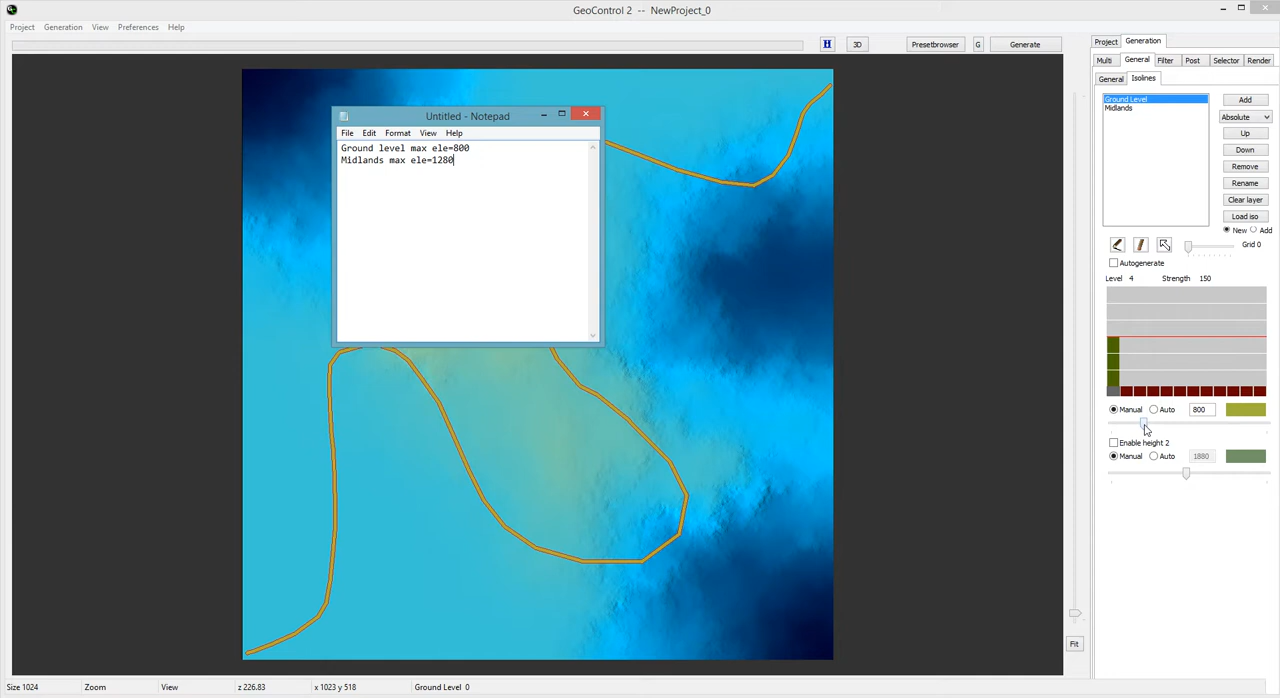 GeoControl 2 -- NewProject_0
Project Generation View Preferences Help
H 3D Presetbrowser G Generate
Project Generation
Multi General Filter Post Selector Render
General Isolines
Ground Level
Midlands
Add
Absolute
Up
Down
Remove
Rename
Clear layer
Load iso
New Add
Grid 0
Autogenerate
Level 4 Strength 150
Manual Auto 800
Enable height 2
Manual Auto 1880
Fit
Untitled - Notepad
File Edit Format View Help
Ground level max ele=800
Midlands max ele=1280
Size 1024 Zoom View z 226.83 x 1023 y 518 Ground Level 0